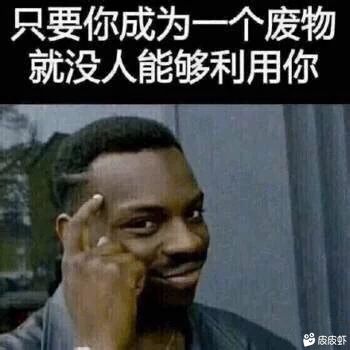 只要你成为一个废物
就没人能够利用你
皮皮虾